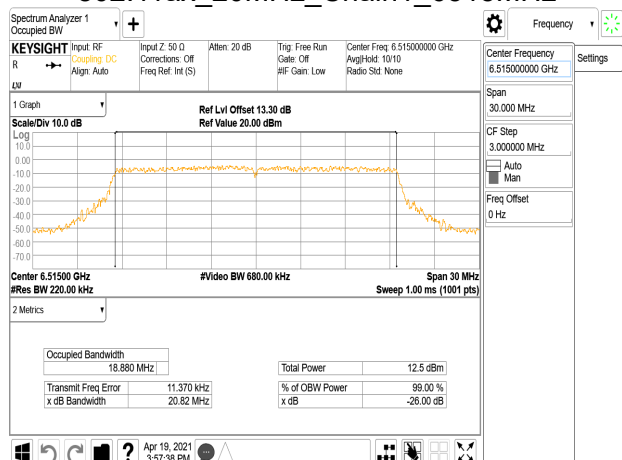 Spectrum Analyzer 1
Occupied BW
Frequency
KEYSIGHT
Input: RF
Coupling: DC
Align: Auto
Input Z: 50 Ω
Corrections: Off
Freq Ref: Int (S)
Atten: 20 dB
Trig: Free Run
Gate: Off
#IF Gain: Low
Center Freq: 6.515000000 GHz
Avg|Hold: 10/10
Radio Std: None
R
LXI
Center Frequency
6.515000000 GHz
Settings
Span
30.000 MHz
CF Step
3.000000 MHz
Auto
Man
Freq Offset
0 Hz
1 Graph
Ref Lvl Offset 13.30 dB
Scale/Div 10.0 dB
Ref Value 20.00 dBm
Log
10.0
0.00
-10.0
-20.0
-30.0
-40.0
-50.0
-60.0
-70.0
Center 6.51500 GHz
#Video BW 680.00 kHz
Span 30 MHz
#Res BW 220.00 kHz
Sweep 1.00 ms (1001 pts)
2 Metrics
Occupied Bandwidth
18.880 MHz
Total Power 12.5 dBm
Transmit Freq Error 11.370 kHz
% of OBW Power 99.00 %
x dB Bandwidth 20.82 MHz
x dB -26.00 dB
?
Apr 19, 2021
3:57:38 PM